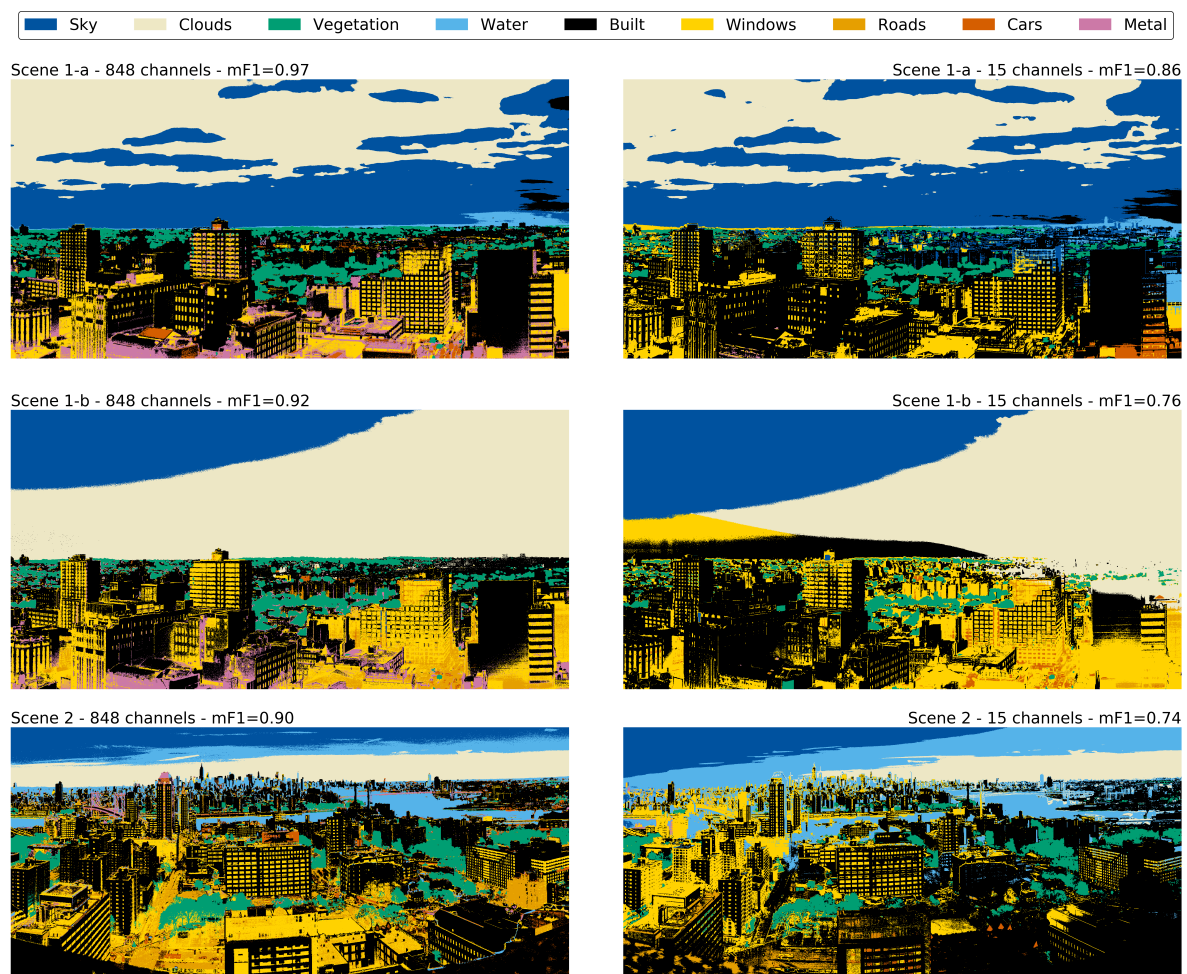 Sky Clouds Vegetation Water Built Windows Roads Cars Metal
Scene 1-a - 848 channels - mF1=0.97
Scene 1-a - 15 channels - mF1=0.86
Scene 1-b - 848 channels - mF1=0.92
Scene 1-b - 15 channels - mF1=0.76
Scene 2 - 848 channels - mF1=0.90
Scene 2 - 15 channels - mF1=0.74